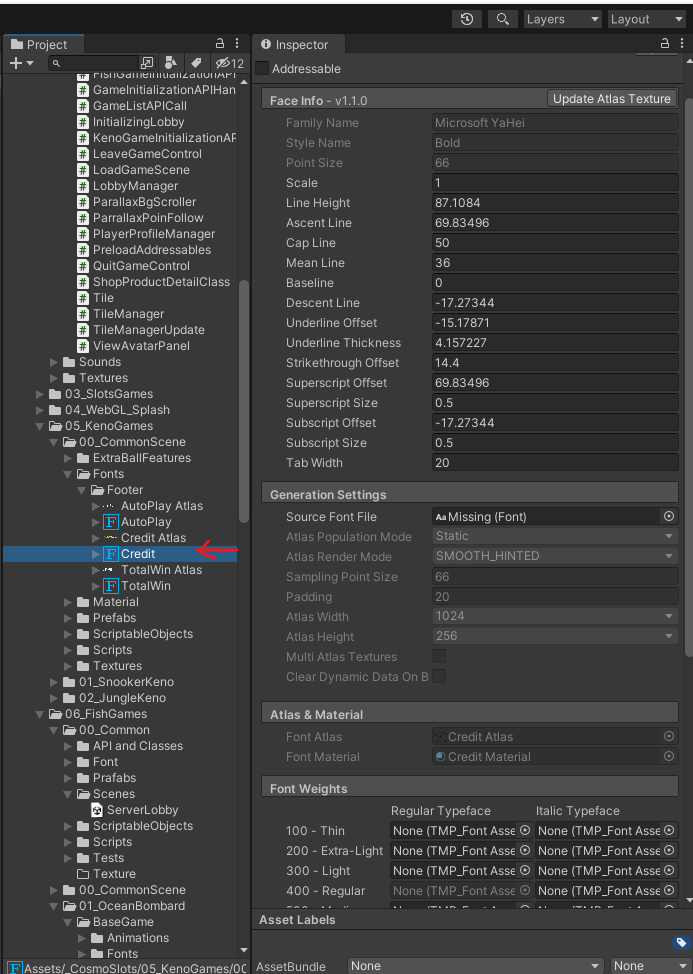 Layers
Layout
Project
12
FishGameInitializationAPI
GameInitializationAPIHan
GameListAPICall
InitializingLobby
KenoGameInitializationAP
LeaveGameControl
LoadGameScene
LobbyManager
ParallaxBgScroller
ParrallaxPoinFollow
PlayerProfileManager
PreloadAddressables
QuitGameControl
ShopProductDetailClass
Tile
TileManager
TileManagerUpdate
ViewAvatarPanel
Sounds
Textures
03_SlotsGames
04_WebGL_Splash
05_KenoGames
00_CommonScene
ExtraBallFeatures
Fonts
Footer
AutoPlay Atlas
F AutoPlay
Credit Atlas
F Credit
TotalWin Atlas
F TotalWin
Material
Prefabs
ScriptableObjects
Scripts
Textures
01_SnookerKeno
02_JungleKeno
06_FishGames
00_Common
API and Classes
Font
Prafabs
Scenes
ServerLobby
ScriptableObjects
Scripts
Tests
Texture
00_CommonScene
01_OceanBombard
BaseGame
Animations
Fonts
F Assets/_CosmoSlots/05_KenoGames/00
Inspector
Addressable
Face Info - v1.1.0
Update Atlas Texture
Family Name Microsoft YaHei
Style Name Bold
Point Size 66
Scale 1
Line Height 87.1084
Ascent Line 69.83496
Cap Line 50
Mean Line 36
Baseline 0
Descent Line -17.27344
Underline Offset -15.17871
Underline Thickness 4.157227
Strikethrough Offset 14.4
Superscript Offset 69.83496
Superscript Size 0.5
Subscript Offset -17.27344
Subscript Size 0.5
Tab Width 20
Generation Settings
Source Font File Aa Missing (Font)
Atlas Population Mode Static
Atlas Render Mode SMOOTH_HINTED
Sampling Point Size 66
Padding 20
Atlas Width 1024
Atlas Height 256
Multi Atlas Textures
Clear Dynamic Data On B
Atlas & Material
Font Atlas Credit Atlas
Font Material Credit Material
Font Weights
Regular Typeface Italic Typeface
100 - Thin None (TMP_Font Asse None (TMP_Font Asse
200 - Extra-Light None (TMP_Font Asse None (TMP_Font Asse
300 - Light None (TMP_Font Asse None (TMP_Font Asse
400 - Regular None (TMP_Font Asse None (TMP_Font Asse
Asset Labels
AssetBundle None None